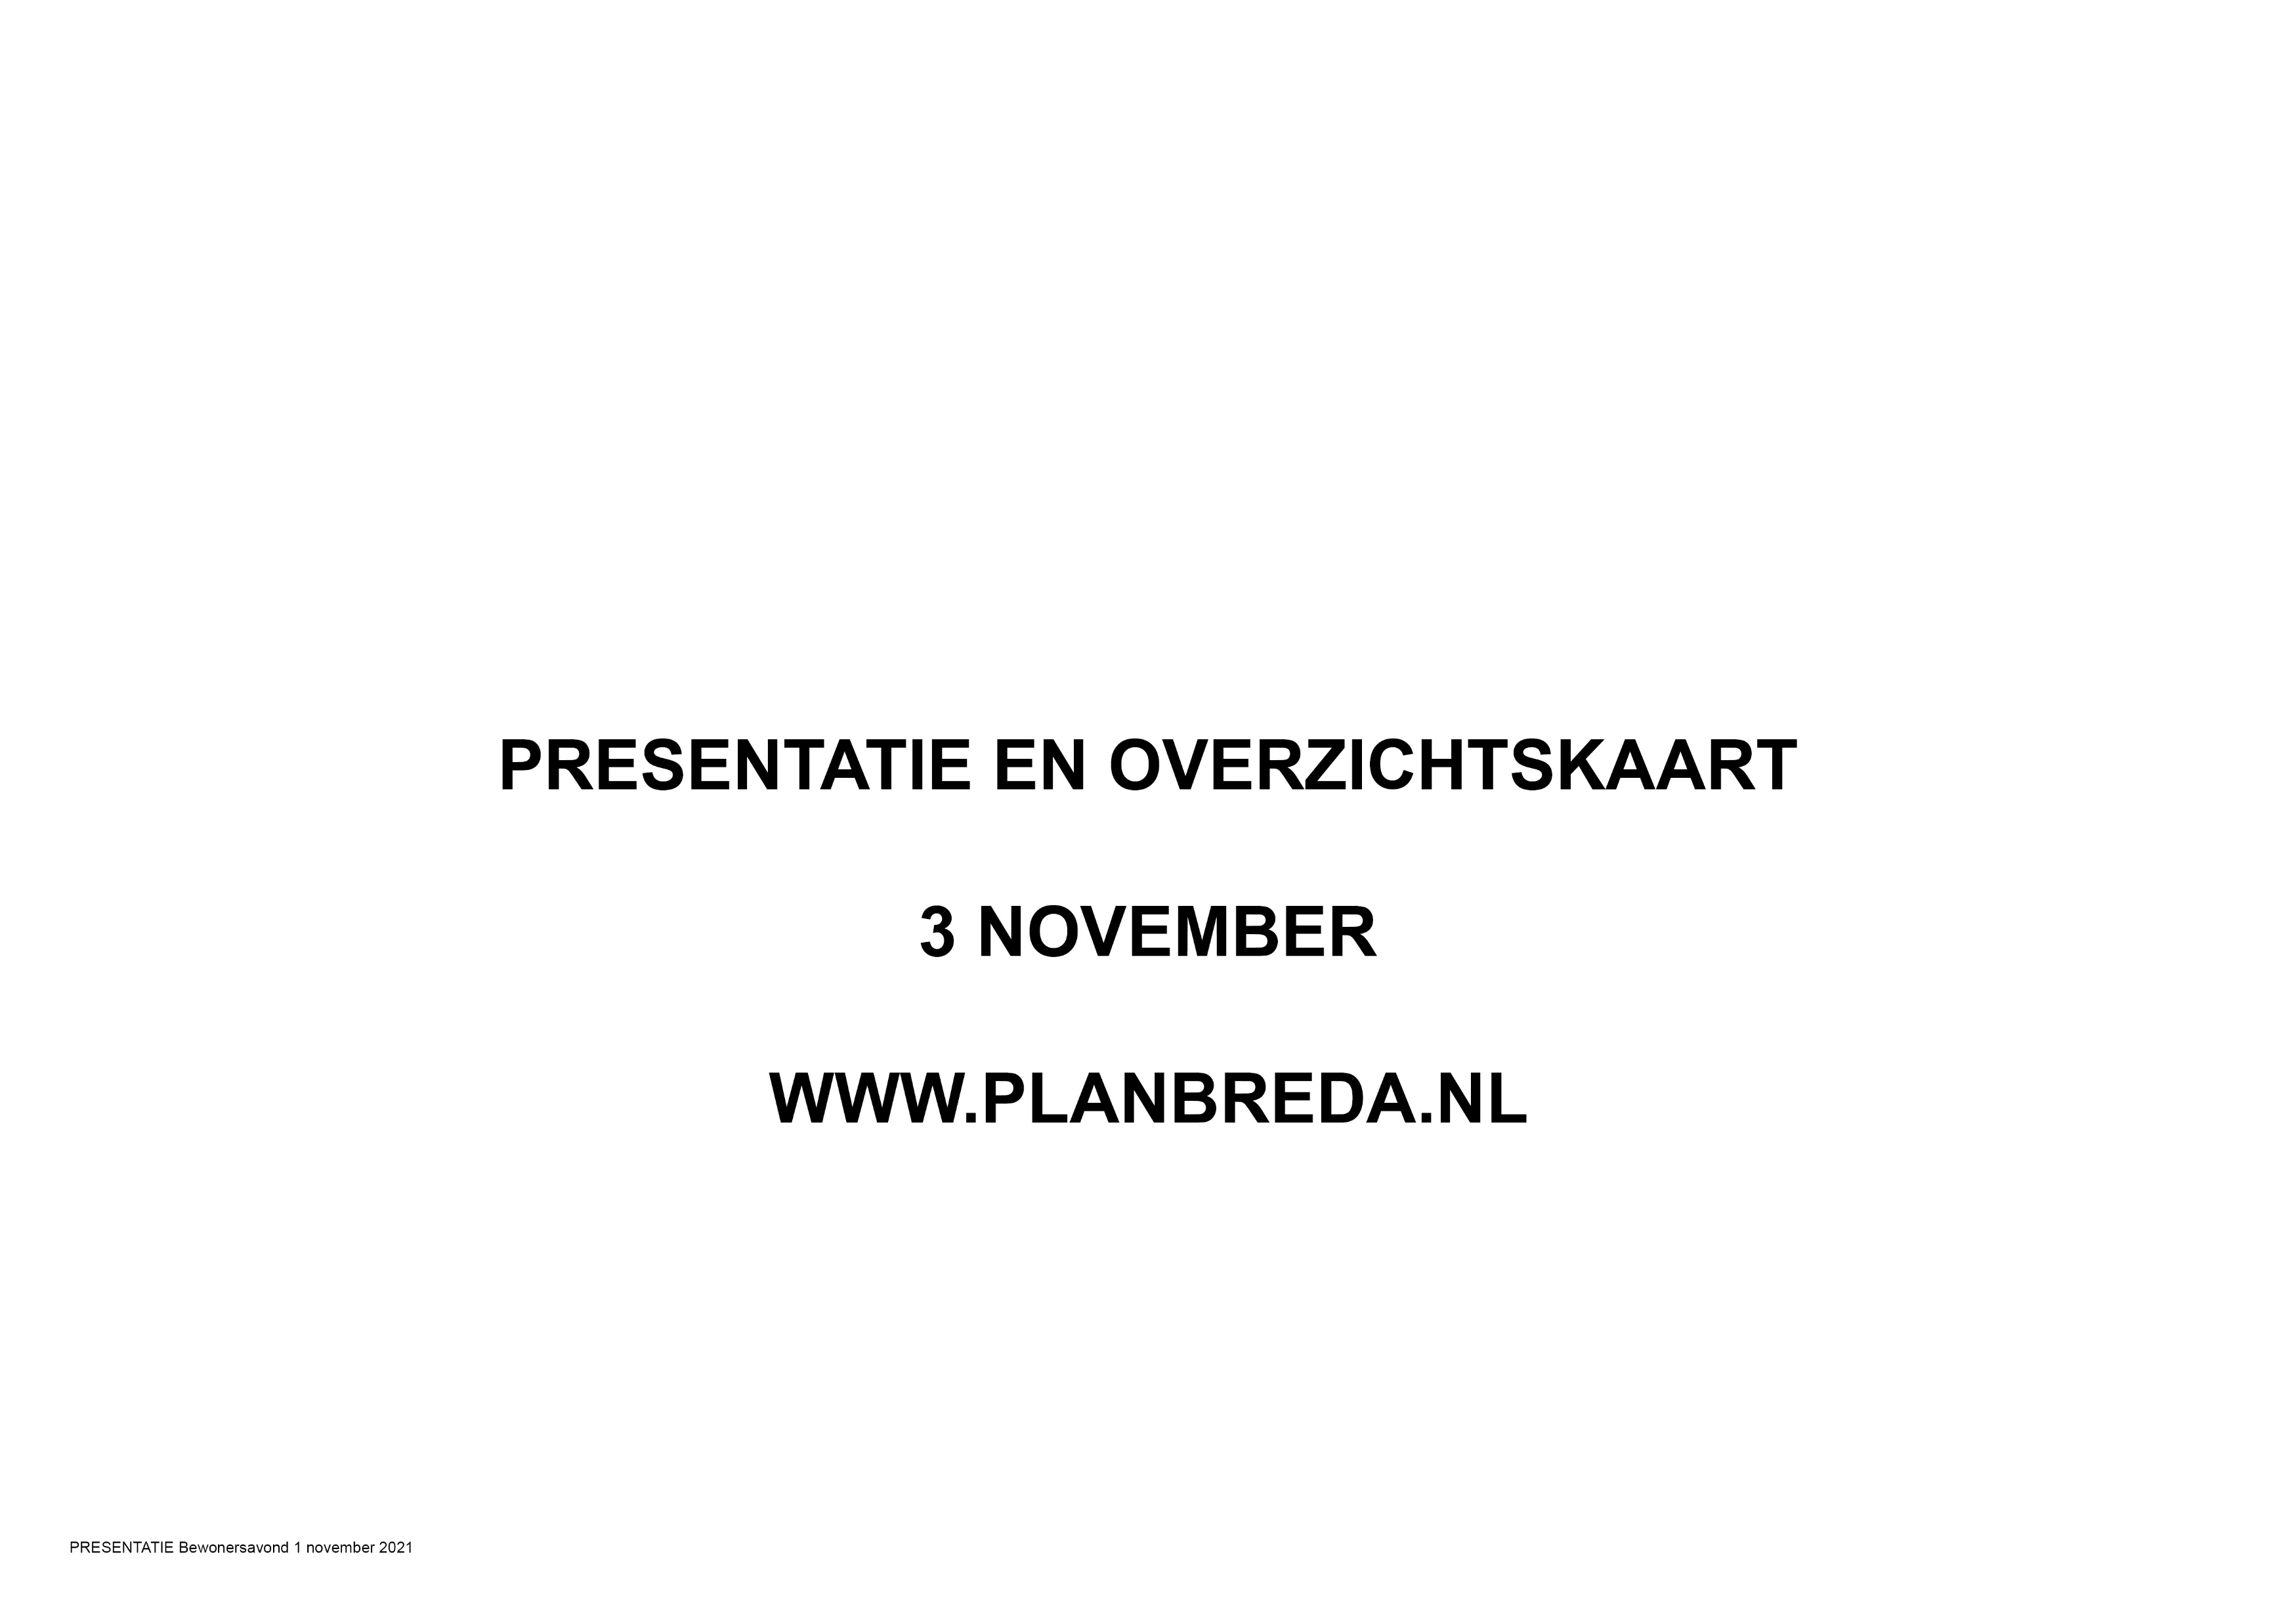 PRESENTATIE EN OVERZICHTSKAART
3 NOVEMBER
WWW.PLANBREDA.NL
PRESENTATIE Bewonersavond 1 november 2021